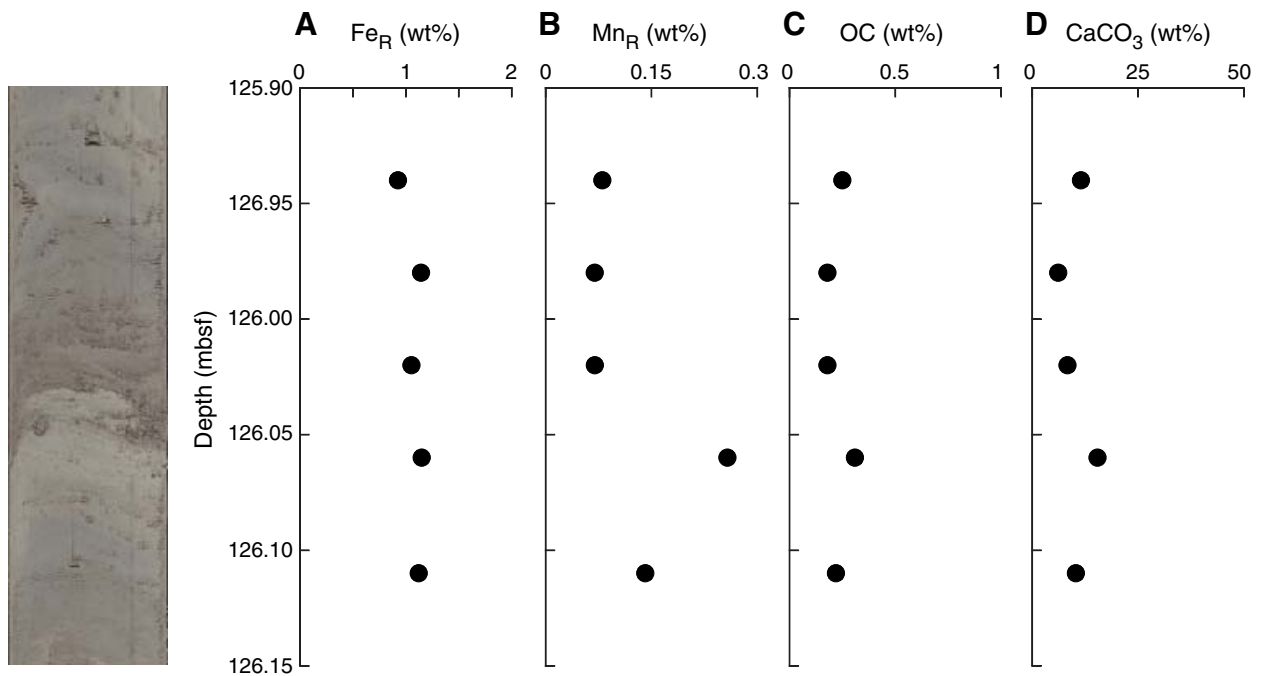 A Fe_R (wt%) B Mn_R (wt%) C OC (wt%) D CaCO_3 (wt%)
0 1 2 0 0.15 0.3 0 0.5 1 0 25 50
125.90
126.95
126.00
126.05
126.10
126.15
Depth (mbsf)